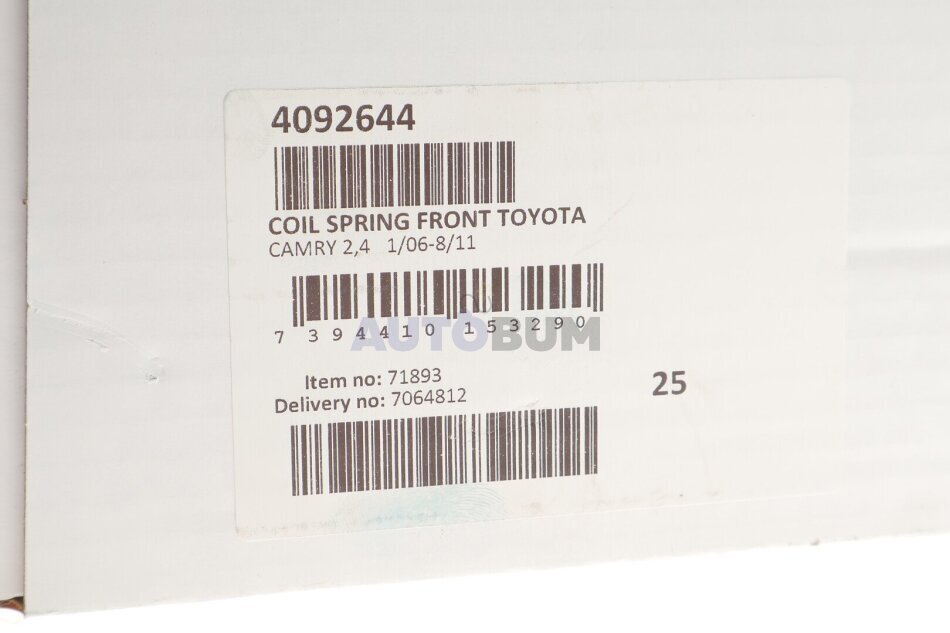 4092644
COIL SPRING FRONT TOYOTA
CAMRY 2,4 1/06-8/11
7 394410 153290
AUTOBUM
Item no: 71893
25
Delivery no: 7064812